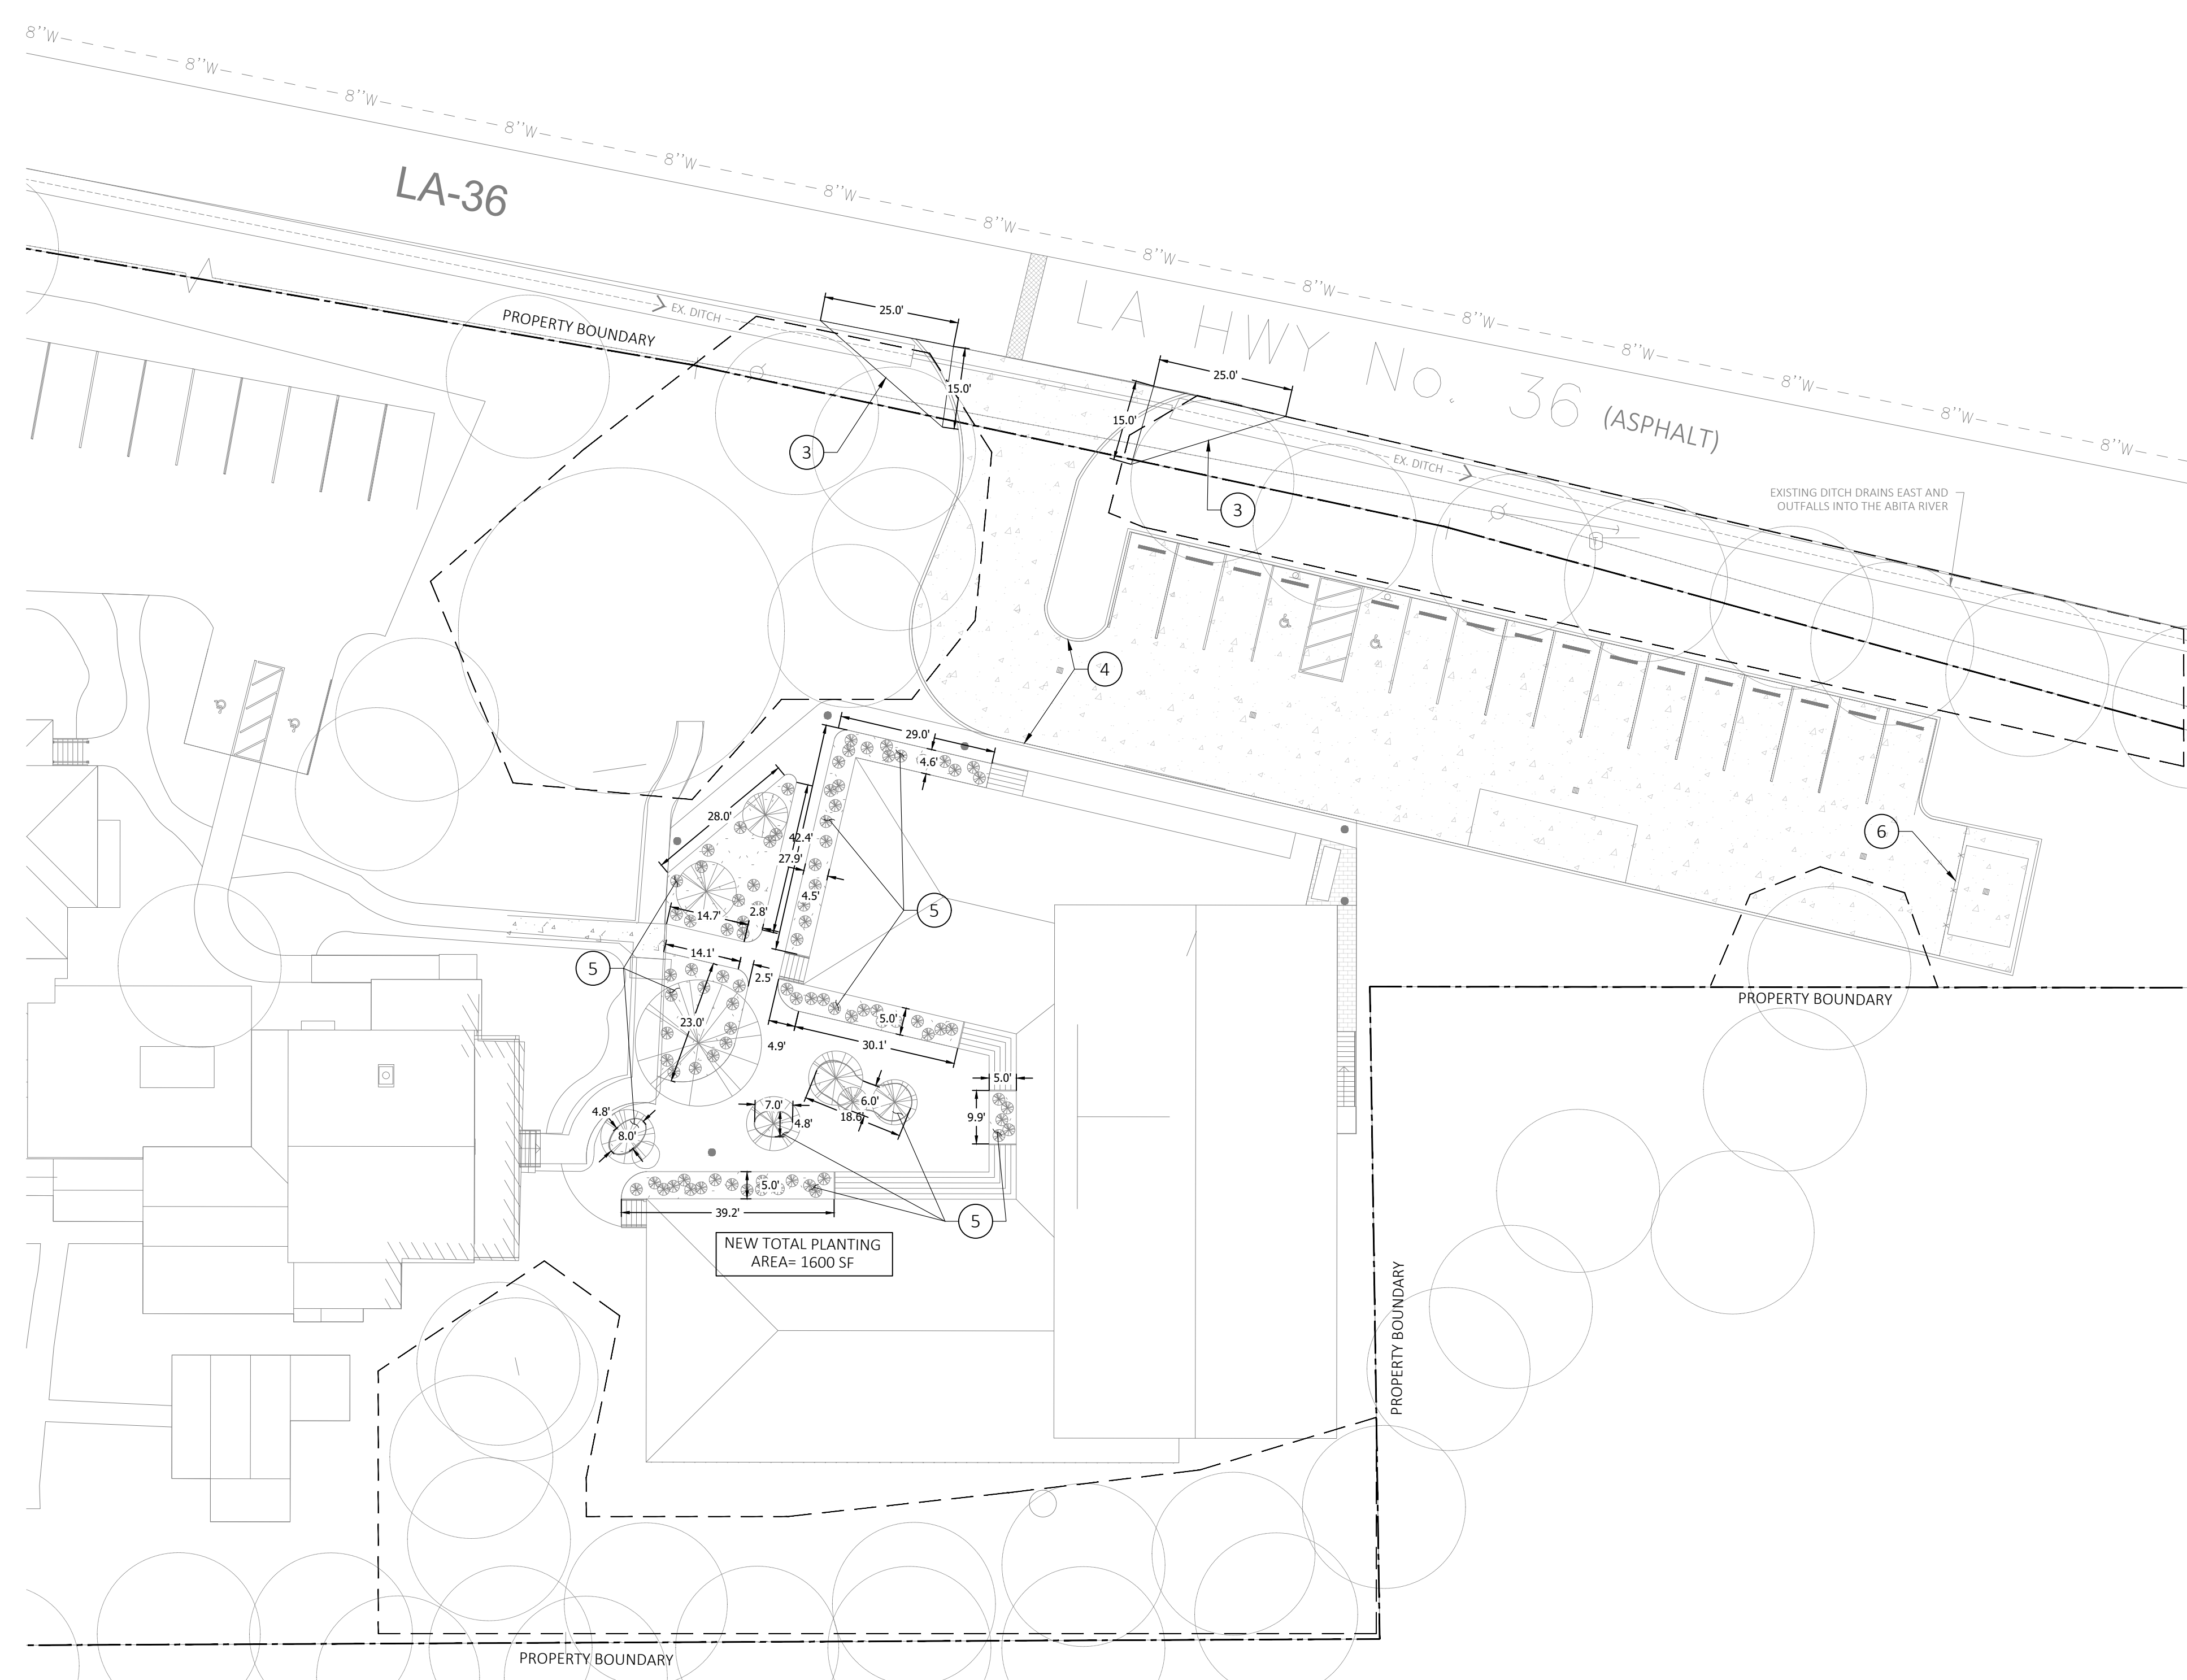 8''W
8''W
8''W
8''W
8''W
8''W
8''W
8''W
8''W
8''W
8''W
8''W
8''W
8''W
LA-36
LA HWY No. 36 (ASPHALT)
PROPERTY BOUNDARY
EX. DITCH
25.0'
15.0'
3
25.0'
15.0'
3
EX. DITCH
EXISTING DITCH DRAINS EAST AND
OUTFALLS INTO THE ABITA RIVER
4
29.0'
4.6'
28.0'
42.4'
27.9'
4.5'
14.7'
2.8'
5
6
14.1'
2.5'
5
23.0'
5.0'
4.9'
30.1'
PROPERTY BOUNDARY
5.0'
9.9'
7.0'
4.8'
6.0'
18.6'
4.8'
8.0'
5.0'
39.2'
5
NEW TOTAL PLANTING
AREA= 1600 SF
PROPERTY BOUNDARY
PROPERTY BOUNDARY